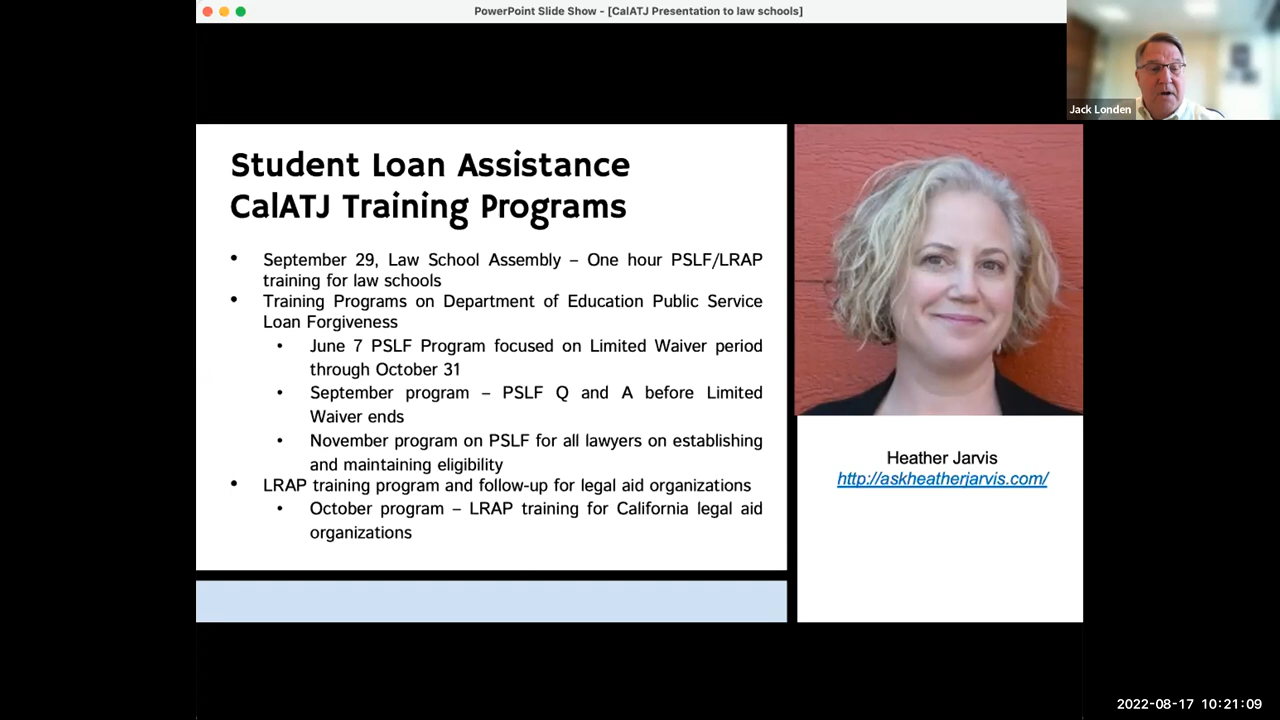 PowerPoint Slide Show - [CalATJ Presentation to law schools]
Jack Londen
Student Loan Assistance
CalATJ Training Programs
• September 29, Law School Assembly – One hour PSLF/LRAP
training for law schools
• Training Programs on Department of Education Public Service
Loan Forgiveness
• June 7 PSLF Program focused on Limited Waiver period
through October 31
• September program – PSLF Q and A before Limited
Waiver ends
• November program on PSLF for all lawyers on establishing
and maintaining eligibility
• LRAP training program and follow-up for legal aid organizations
• October program – LRAP training for California legal aid
organizations
Heather Jarvis
http://askheatherjarvis.com/
2022-08-17 10:21:09